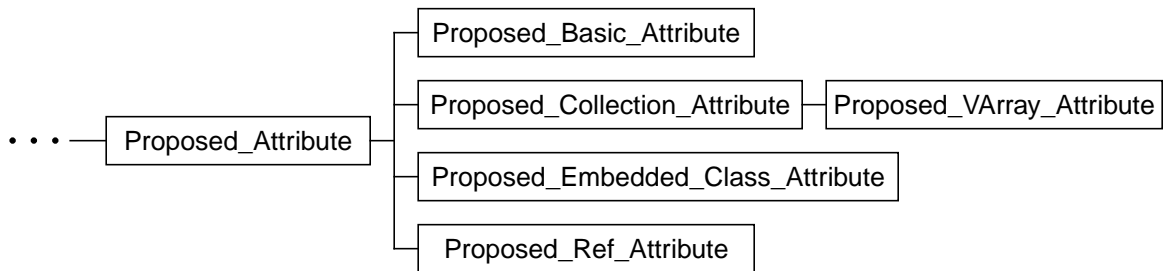 Proposed_Basic_Attribute
Proposed_Collection_Attribute
Proposed_VArray_Attribute
• • •
Proposed_Attribute
Proposed_Embedded_Class_Attribute
Proposed_Ref_Attribute